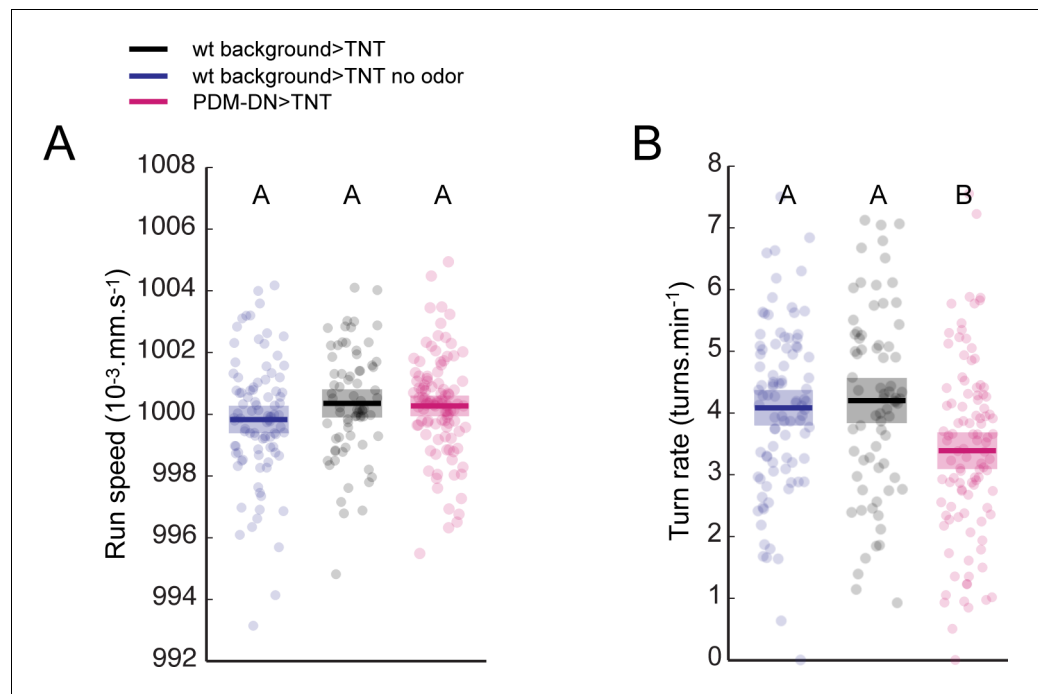 wt background>TNT
wt background>TNT no odor
PDM-DN>TNT
A
B
1008
1006
1004
1002
1000
998
996
994
992
Run speed (10⁻³.mm.s⁻¹)
A A A
8
7
6
5
4
3
2
1
0
Turn rate (turns.min⁻¹)
A A B